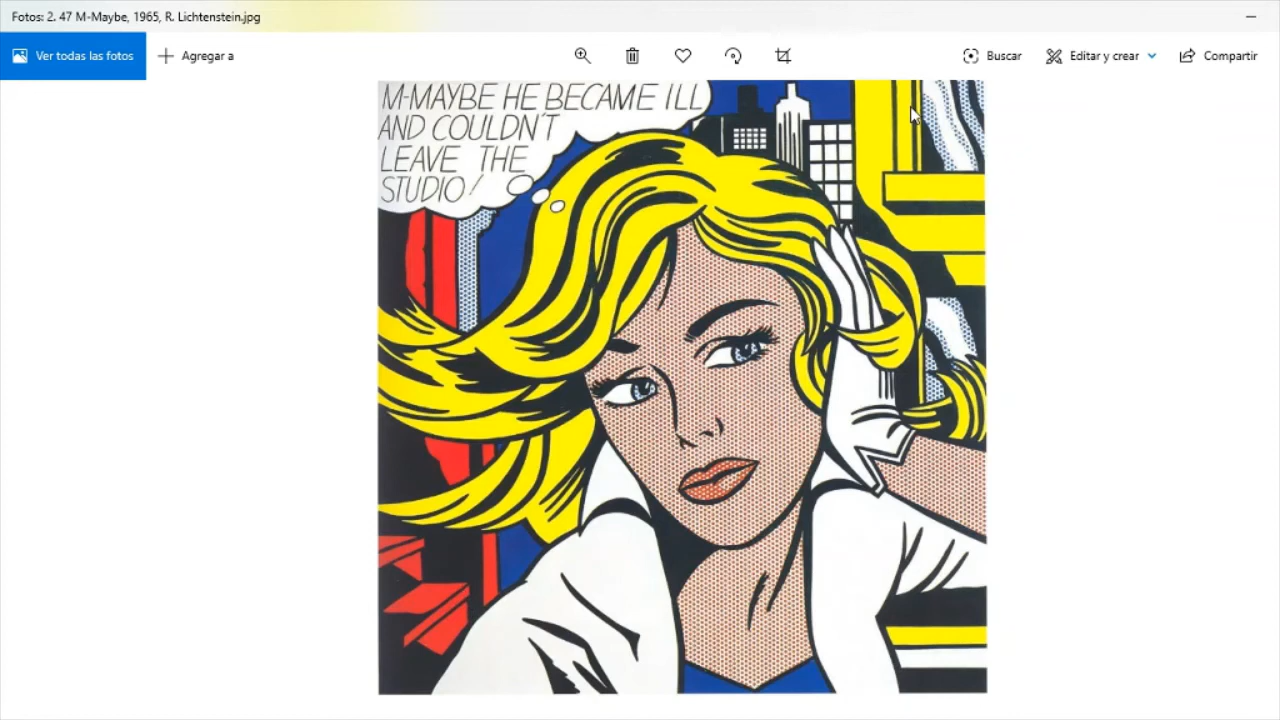 Fotos: 2. 47 M-Maybe, 1965, R. Lichtenstein.jpg
Ver todas las fotos
Agregar a
Buscar
Editar y crear
Compartir
M-MAYBE HE BECAME ILL
AND COULDN'T
LEAVE THE
STUDIO!